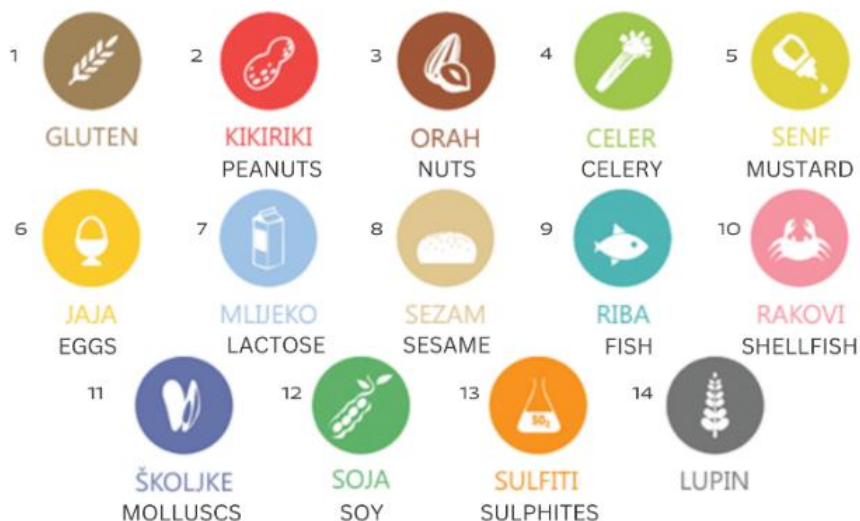 1 2 3 4 5
GLUTEN KIKIRIKI ORAH CELER SENF
PEANUTS NUTS CELERY MUSTARD
6 7 8 9 10
JAJA MLIJEKO SEZAM RIBA RAKOVI
EGGS LACTOSE SESAME FISH SHELLFISH
11 12 13 14
SO₂
ŠKOLJKE SOJA SULFITI LUPIN
MOLLUSCS SOY SULPHITES